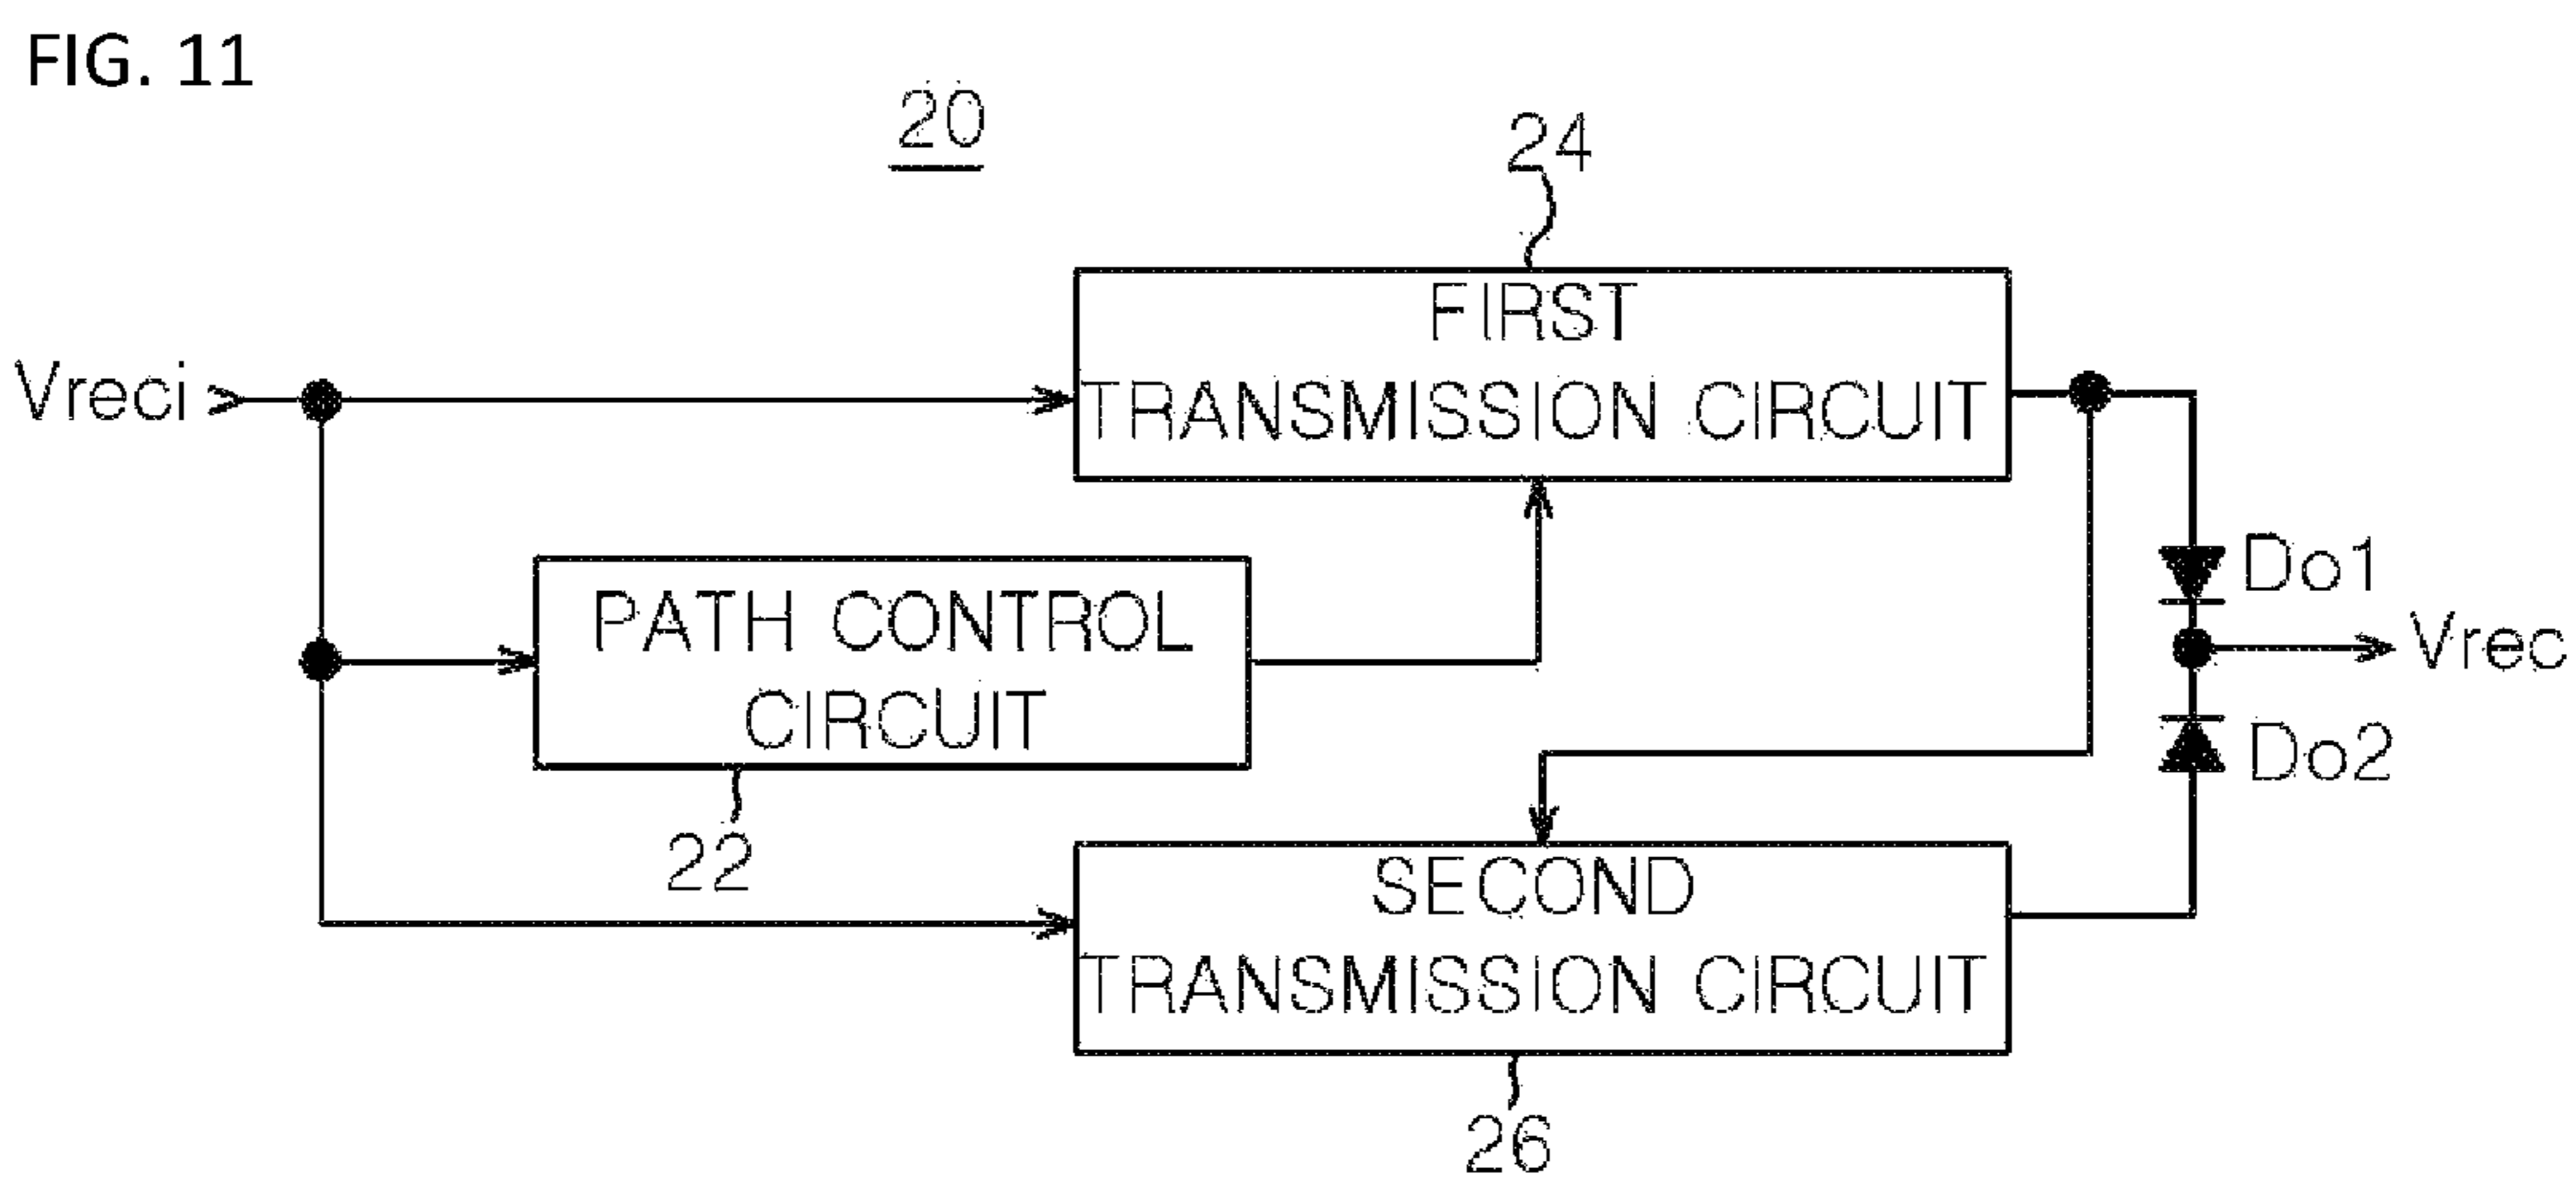 FIG. 11
20
24
FIRST
TRANSMISSION CIRCUIT
Vreci
PATH CONTROL
CIRCUIT
22
Do1
Vrec
Do2
SECOND
TRANSMISSION CIRCUIT
26